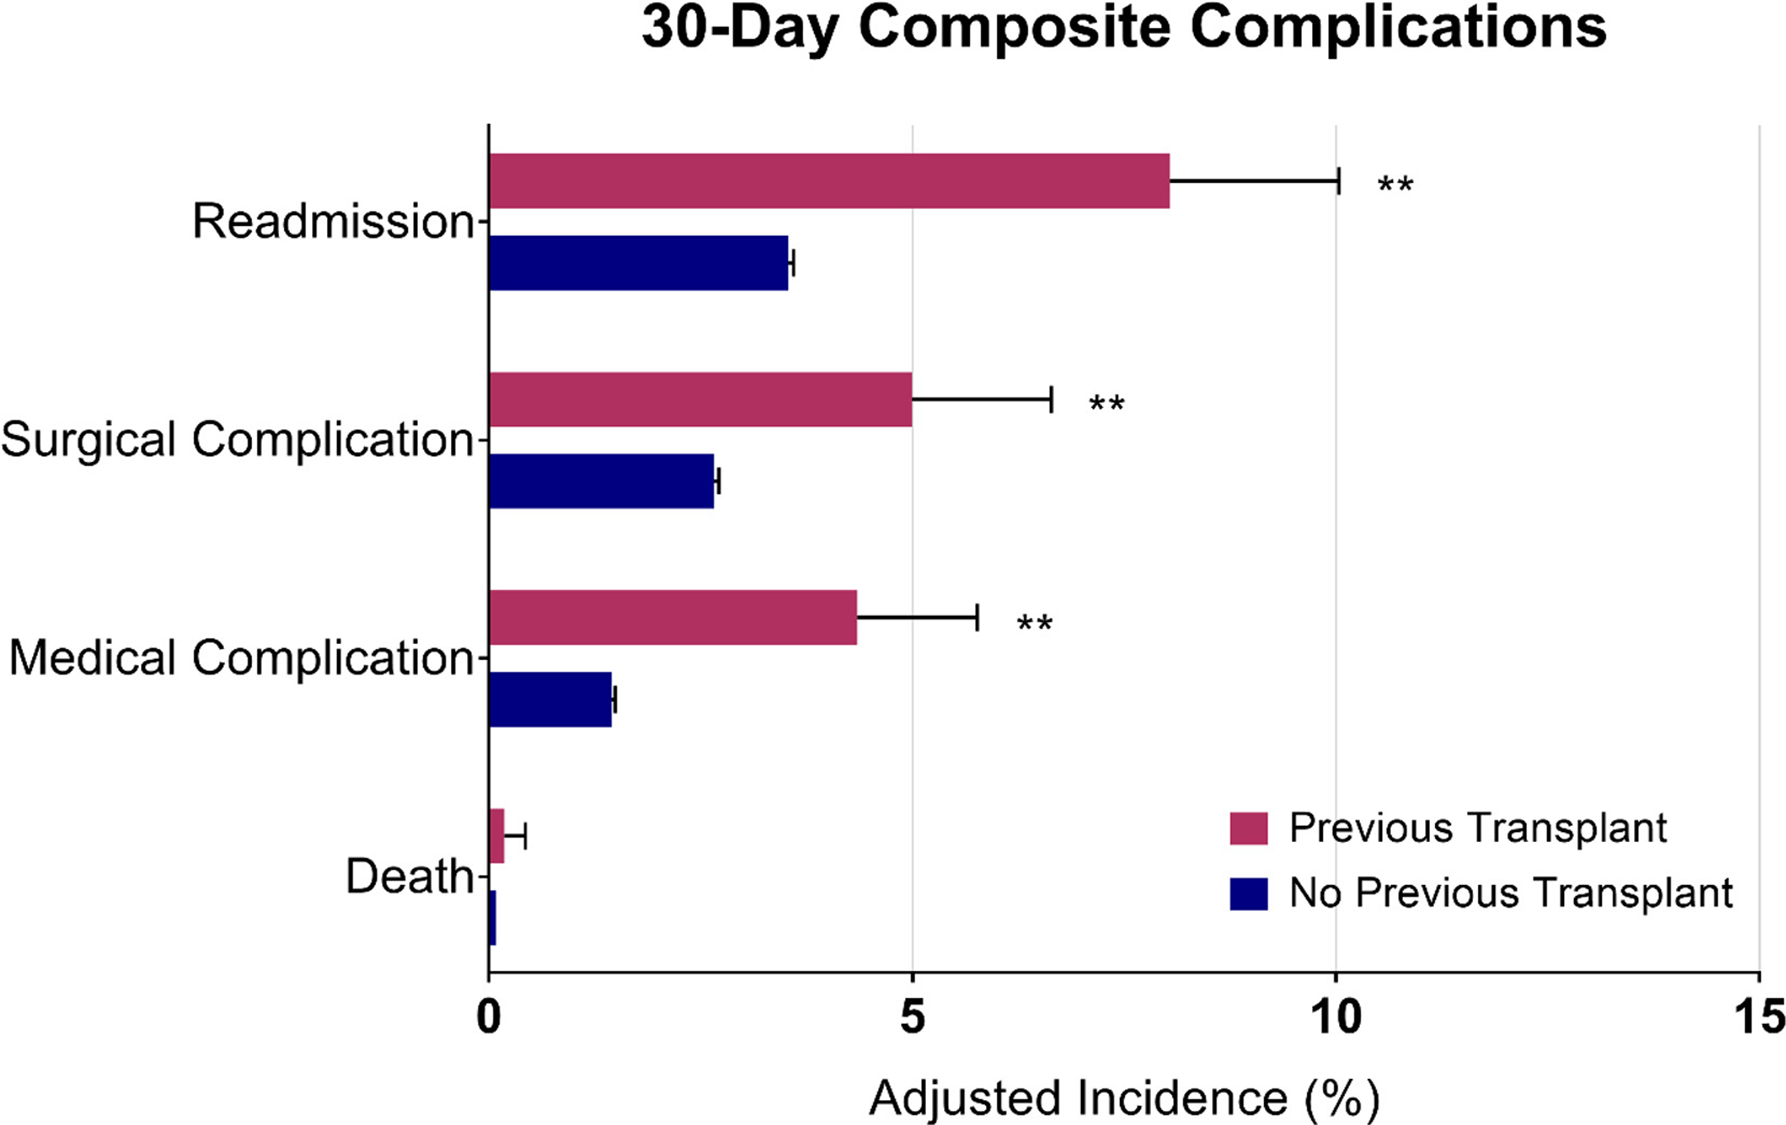 30-Day Composite Complications
Readmission
**
Surgical Complication
**
Medical Complication
**
Death
Previous Transplant
No Previous Transplant
0 5 10 15
Adjusted Incidence (%)